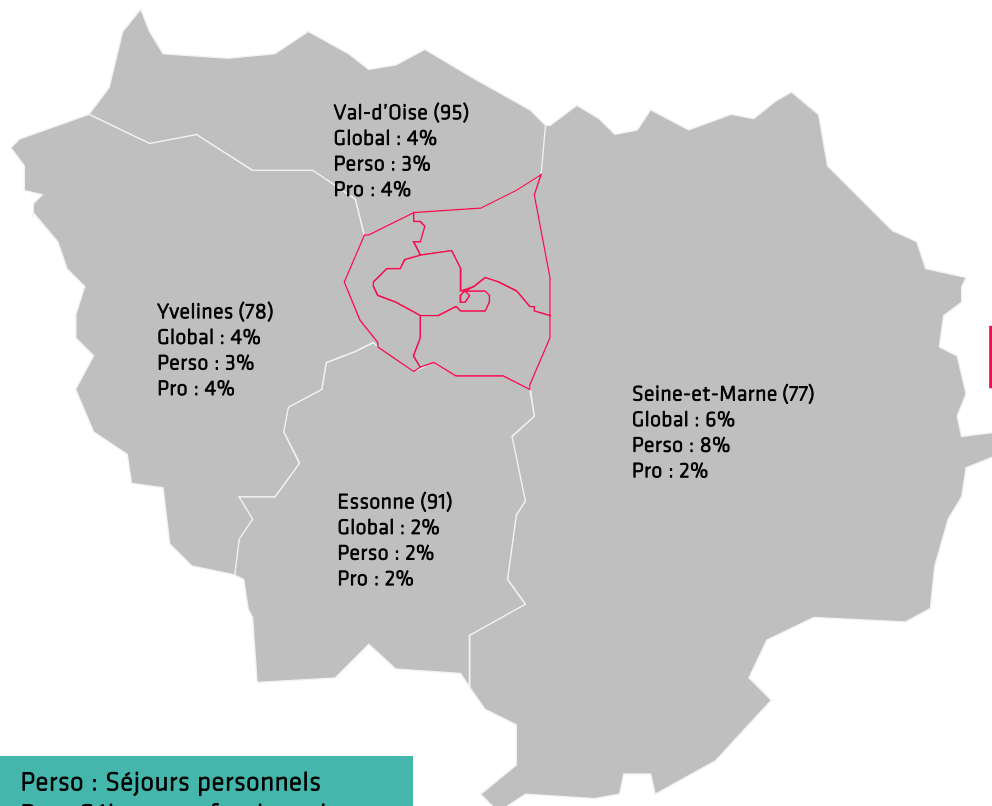 Val-d'Oise (95)
Global : 4%
Perso : 3%
Pro : 4%
Yvelines (78)
Global : 4%
Perso : 3%
Pro : 4%
Seine-et-Marne (77)
Global : 6%
Perso : 8%
Pro : 2%
Essonne (91)
Global : 2%
Perso : 2%
Pro : 2%
Perso : Séjours personnels